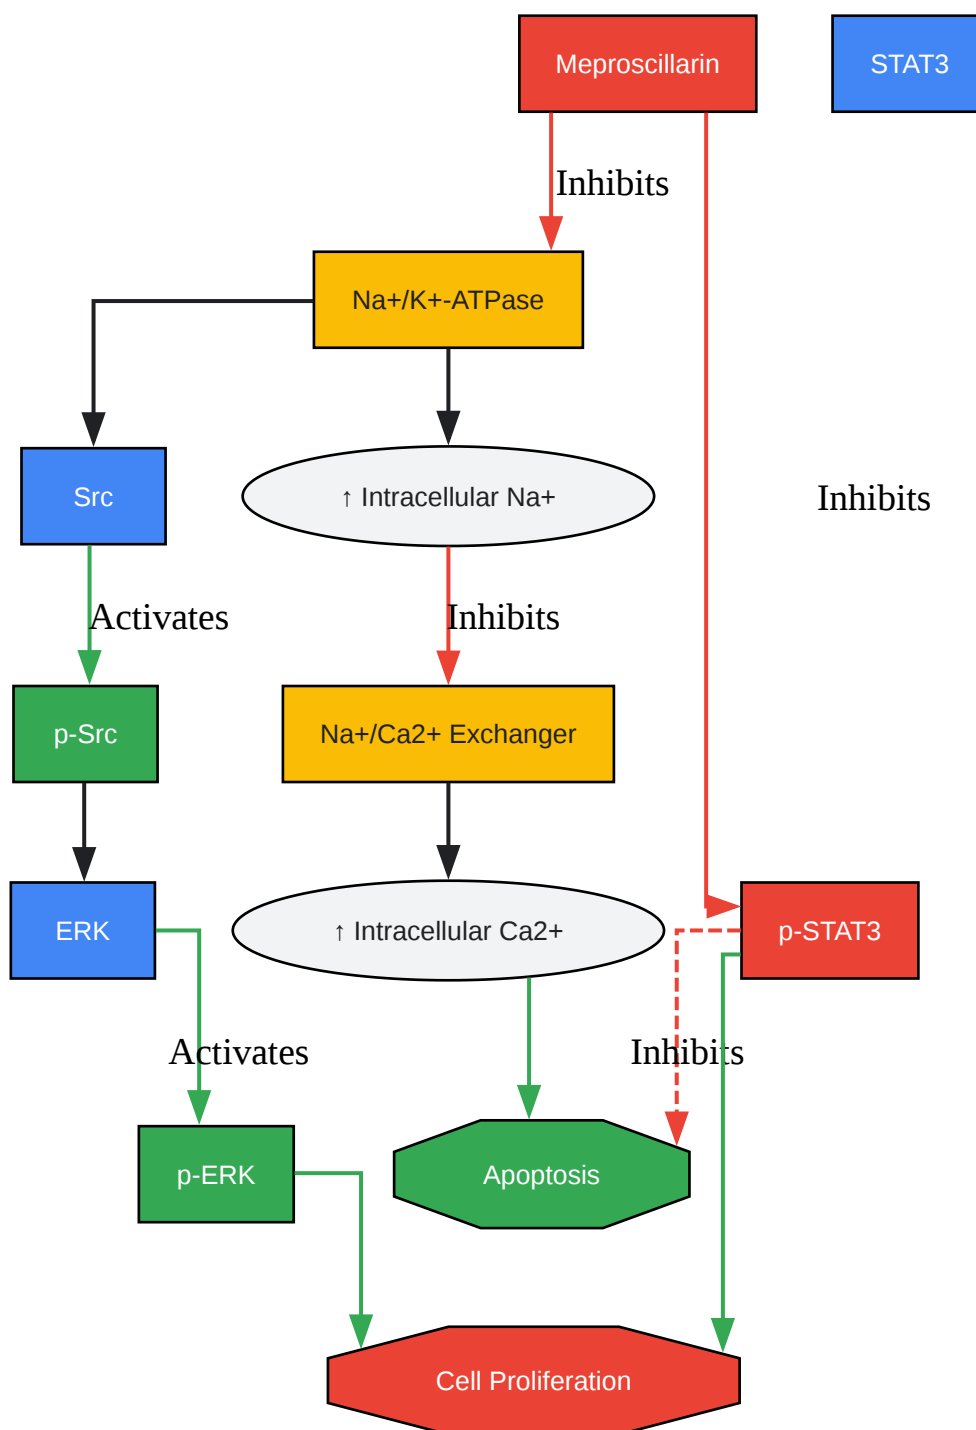 Meproscillarin
STAT3
Inhibits
Na+/K+-ATPase
Src
↑ Intracellular Na+
Inhibits
Activates
Inhibits
p-Src
Na+/Ca2+ Exchanger
ERK
↑ Intracellular Ca2+
p-STAT3
Activates
Inhibits
p-ERK
Apoptosis
Cell Proliferation